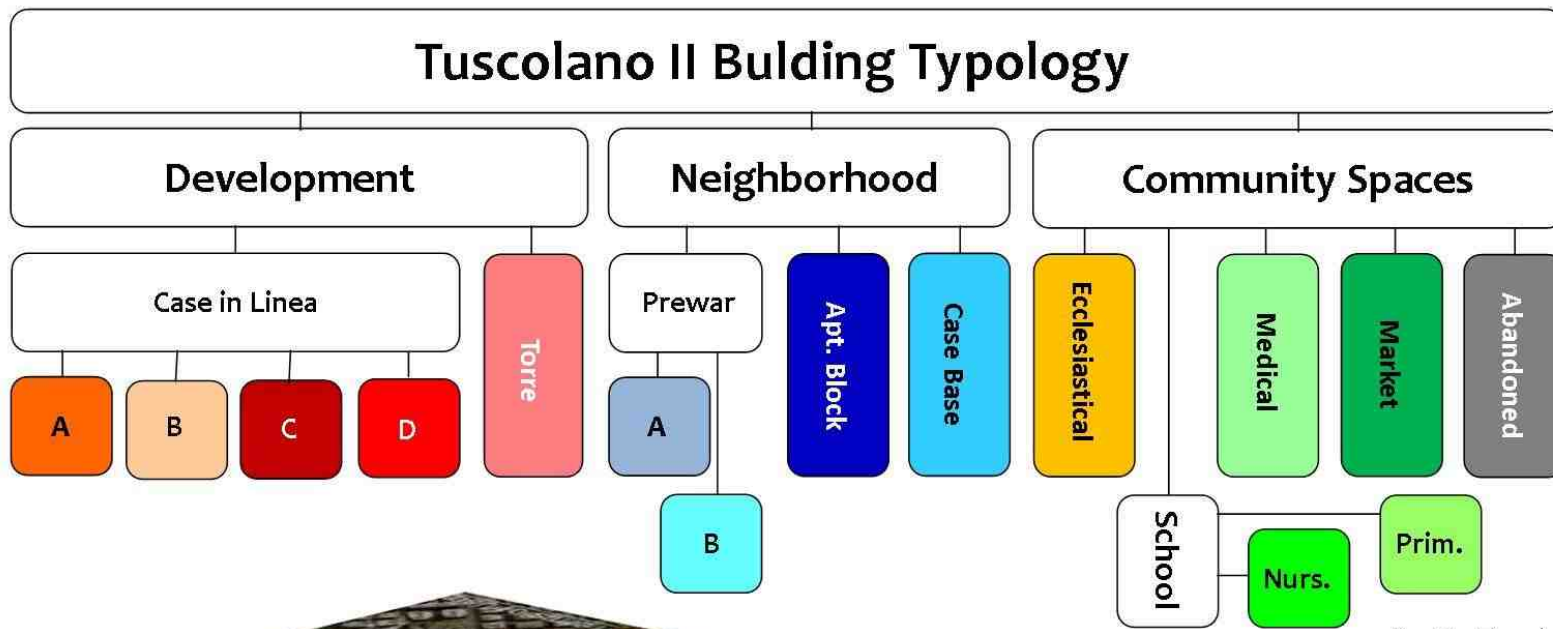 Tuscolano II Bulding Typology
Development
Neighborhood
Community Spaces
Case in Linea
Torre
Prewar
Apt. Block
Case Base
Ecclesiastical
Medical
Market
Abandoned
A
B
C
D
A
B
School
Nurs.
Prim.